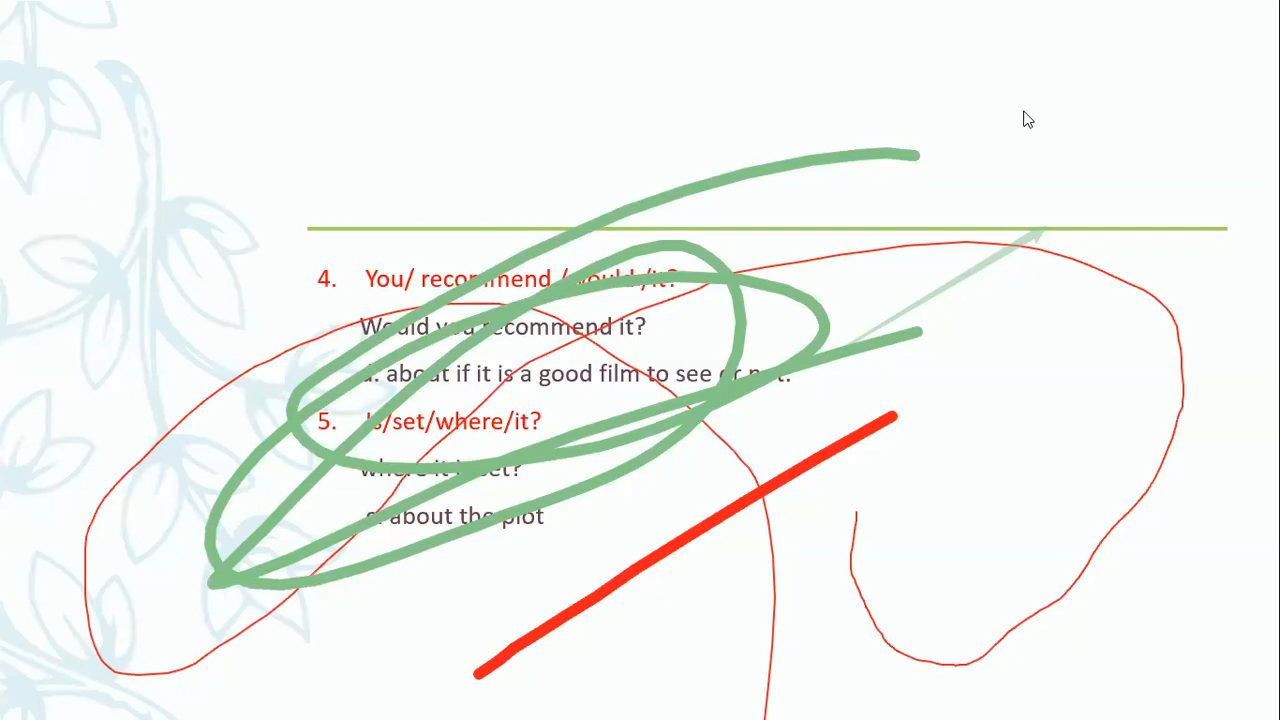 4. You/ recommend /would /it?
Would you recommend it?
d. about if it is a good film to see or not.
5. Is/set/where/it?
where it is set?
about the plot